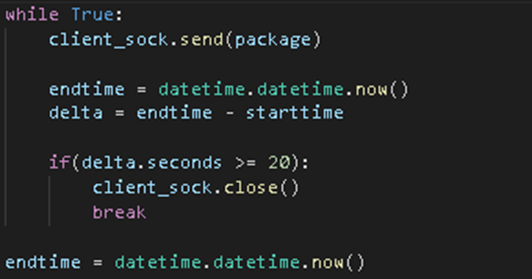 while True:
client_sock.send(package)
endtime = datetime.datetime.now()
delta = endtime - starttime
if(delta.seconds >= 20):
client_sock.close()
break
endtime = datetime.datetime.now()